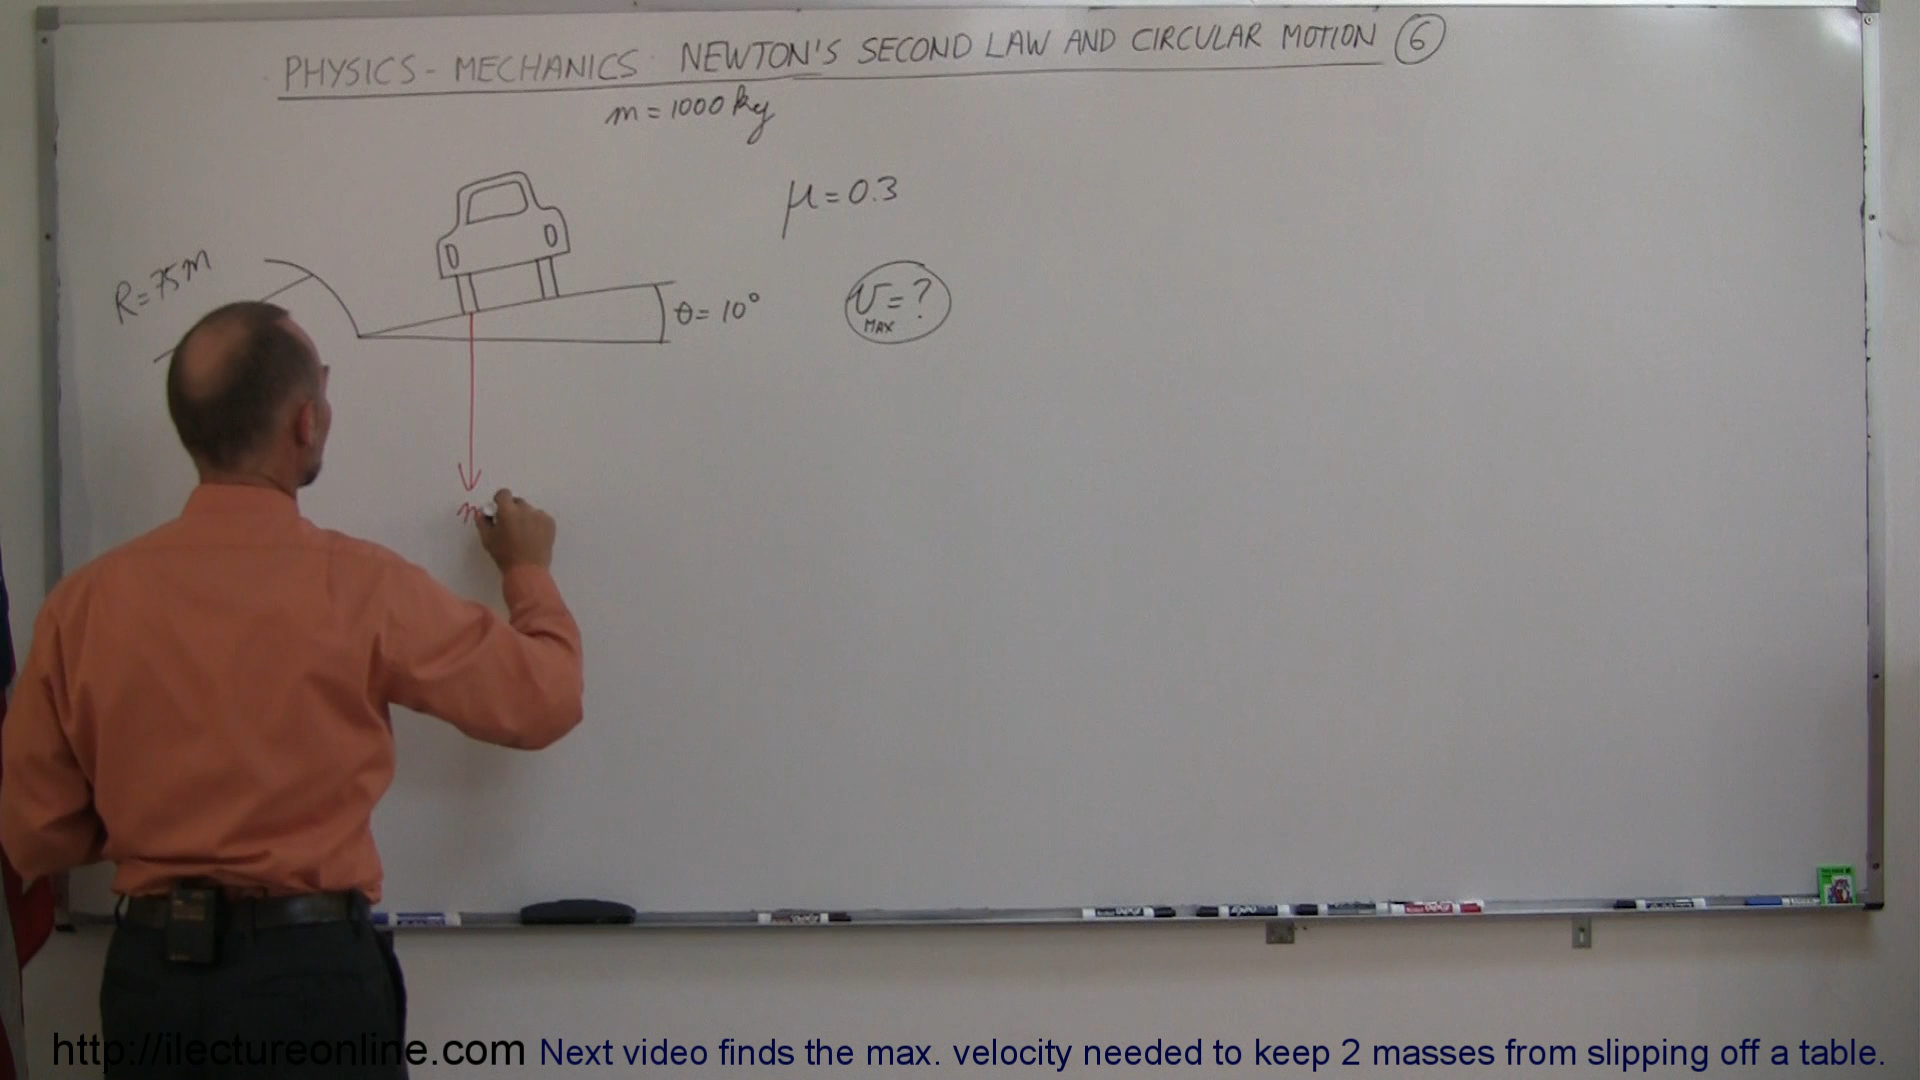 PHYSICS - MECHANICS NEWTON'S SECOND LAW AND CIRCULAR MOTION 6
m = 1000 kg
μ = 0.3
R = 75 m
θ = 10°
v = ?
MAX
m
http://ilectureonline.com Next video finds the max. velocity needed to keep 2 masses from slipping off a table.